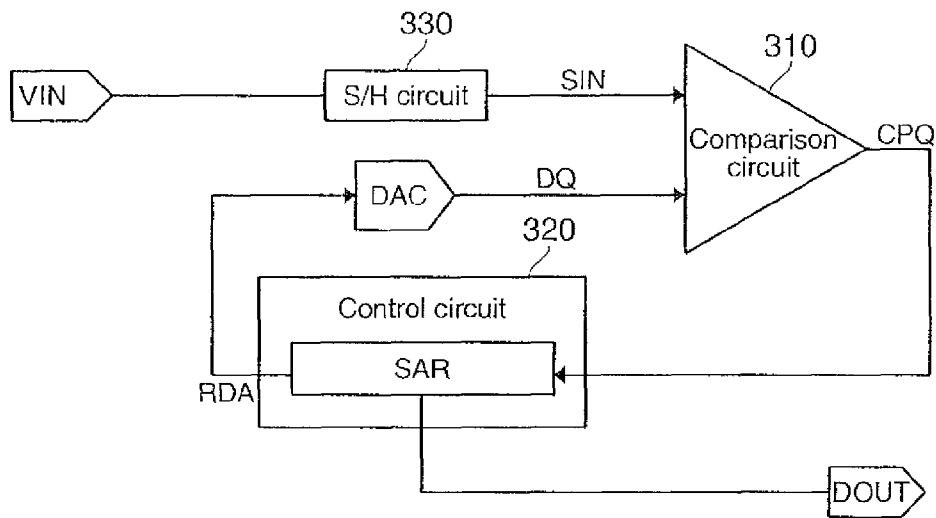 330
310
VIN
S/H circuit
SIN
Comparison
circuit
CPQ
DAC
DQ
320
Control circuit
SAR
RDA
DOUT